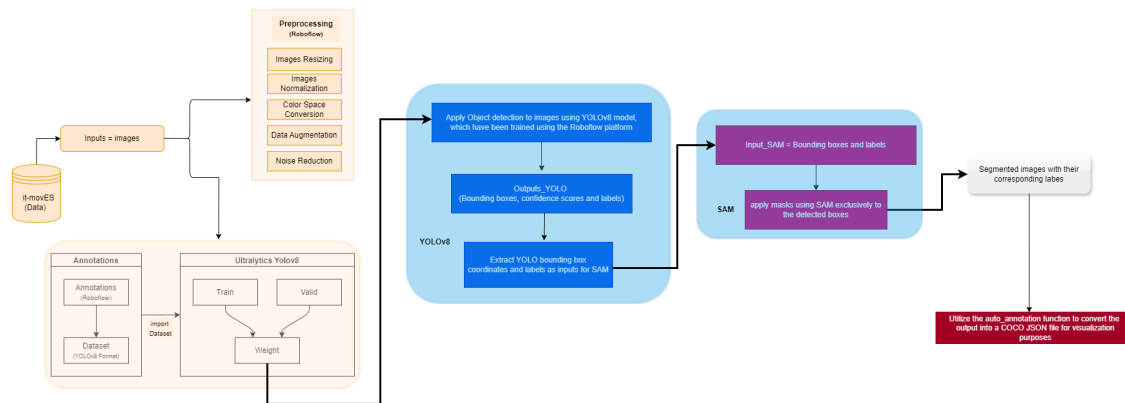 Preprocessing
(Roboflow)
Images Resizing
Images
Normalization
Color Space
Conversion
Data Augmentation
Noise Reduction
Inputs = images
it-movES
(Data)
Annotations
Annotations
(Roboflow)
Dataset
(YOLOv8 Format)
import
Dataset
Ultralytics Yolov8
Train
Valid
Weight
Apply Object detection to images using YOLOv8 model,
which have been trained using the Roboflow platform
Outputs_YOLO
(Bounding boxes, confidence scores and labels)
YOLOv8
Extract YOLO bounding box
coordinates and labels as inputs for SAM
Input_SAM = Bounding boxes and labels
apply masks using SAM exclusively to
the detected boxes
SAM
Segmented images with their
corresponding labes
Utilize the auto_annotation function to convert the
output into a COCO JSON file for visualization
purposes